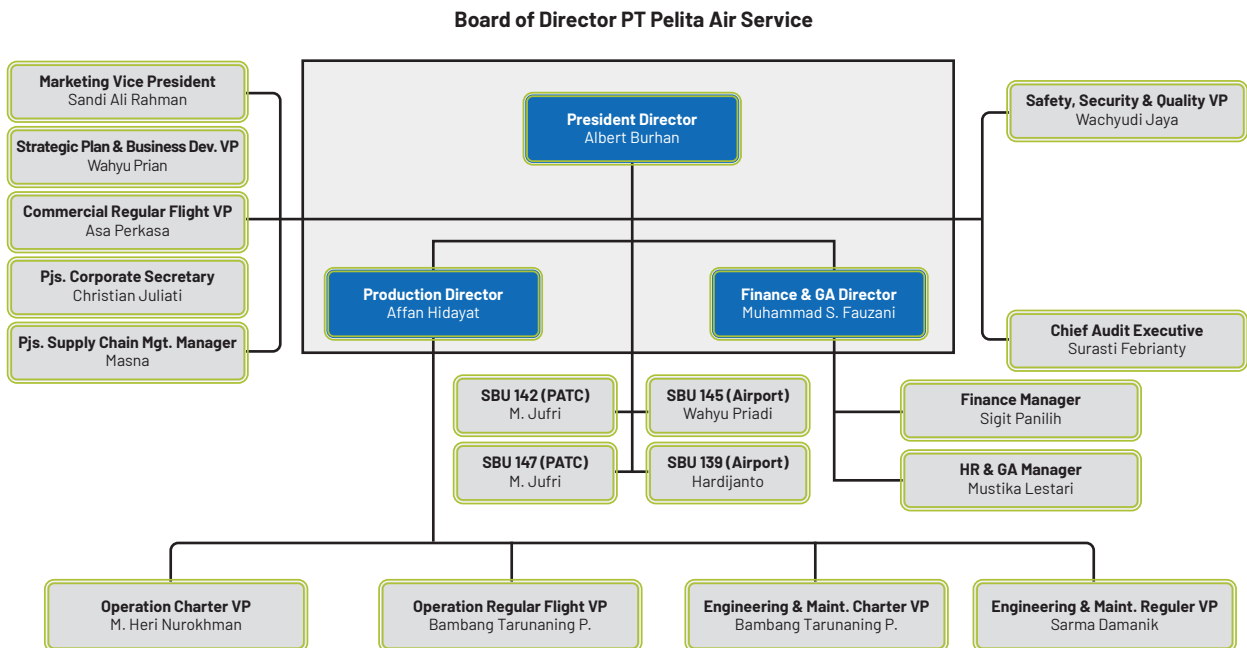 Board of Director PT Pelita Air Service
Marketing Vice President
Sandi Ali Rahman
Strategic Plan & Business Dev. VP
Wahyu Prian
Commercial Regular Flight VP
Asa Perkasa
Pjs. Corporate Secretary
Christian Juliati
Pjs. Supply Chain Mgt. Manager
Masna
President Director
Albert Burhan
Safety, Security & Quality VP
Wachyudi Jaya
Production Director
Affan Hidayat
Finance & GA Director
Muhammad S. Fauzani
Chief Audit Executive
Surasti Febrianty
SBU 142 (PATC)
M. Jufri
SBU 145 (Airport)
Wahyu Priadi
SBU 147 (PATC)
M. Jufri
SBU 139 (Airport)
Hardijanto
Finance Manager
Sigit Panilih
HR & GA Manager
Mustika Lestari
Operation Charter VP
M. Heri Nurokhman
Operation Regular Flight VP
Bambang Tarunaning P.
Engineering & Maint. Charter VP
Bambang Tarunaning P.
Engineering & Maint. Reguler VP
Sarma Damanik